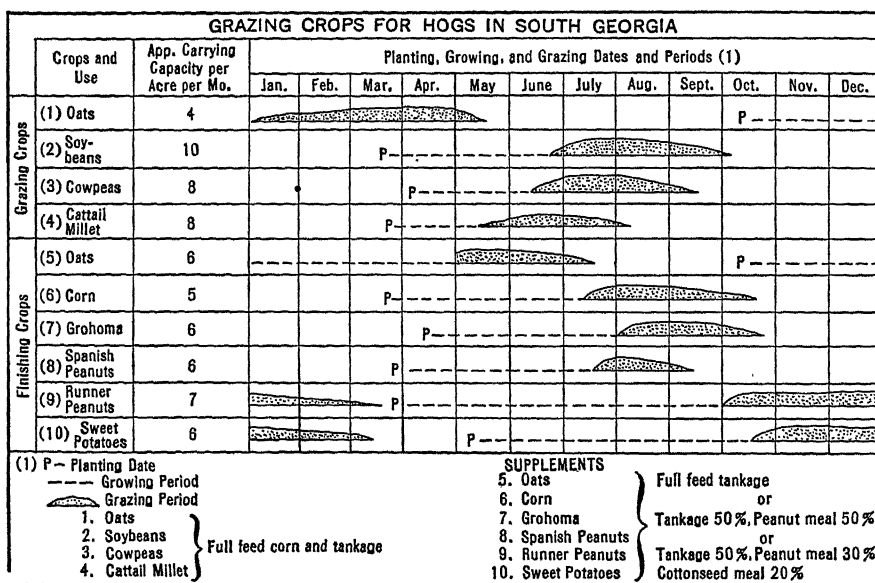 GRAZING CROPS FOR HOGS IN SOUTH GEORGIA
Crops and Use
App. Carrying Capacity per Acre per Mo.
Planting, Growing, and Grazing Dates and Periods (1)
Jan. Feb. Mar. Apr. May June July Aug. Sept. Oct. Nov. Dec.
Grazing Crops
(1) Oats 4 P
(2) Soy-beans 10 P
(3) Cowpeas 8 P
(4) Cattail Millet 8 P
Finishing Crops
(5) Oats 6 P
(6) Corn 5 P
(7) Grohoma 6 P
(8) Spanish Peanuts 6 P
(9) Runner Peanuts 7 P
(10) Sweet Potatoes 6 P
(1) P – Planting Date
Growing Period
Grazing Period
1. Oats
2. Soybeans
3. Cowpeas
4. Cattail Millet
Full feed corn and tankage
SUPPLEMENTS
5. Oats
6. Corn
7. Grohoma
8. Spanish Peanuts
9. Runner Peanuts
10. Sweet Potatoes
Full feed tankage
or
Tankage 50%, Peanut meal 50%
or
Tankage 50%, Peanut meal 30%
Cottonseed meal 20%